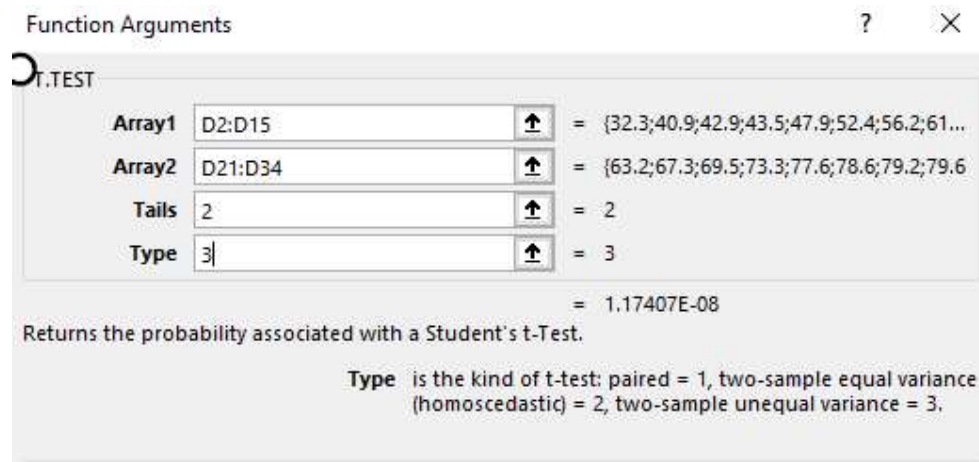 Function Arguments ? ×
T.TEST
Array1 D2:D15 = {32.3;40.9;42.9;43.5;47.9;52.4;56.2;61...
Array2 D21:D34 = {63.2;67.3;69.5;73.3;77.6;78.6;79.2;79.6
Tails 2 = 2
Type 3 = 3
= 1.17407E-08
Returns the probability associated with a Student's t-Test.
Type is the kind of t-test: paired = 1, two-sample equal variance
(homoscedastic) = 2, two-sample unequal variance = 3.